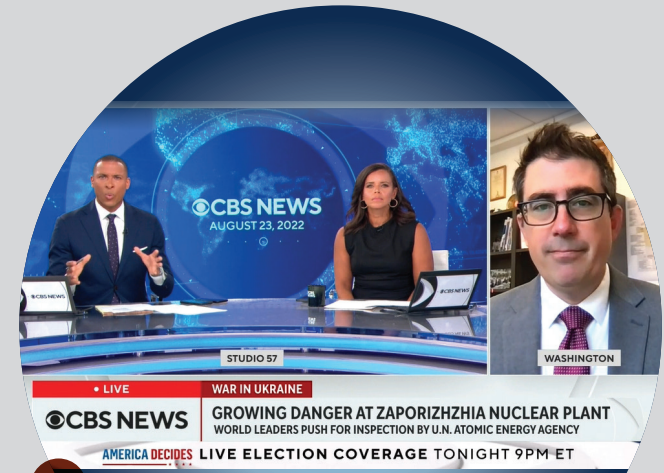 CBS NEWS
AUGUST 23, 2022
CBS NEWS
CBS NEWS
STUDIO 57
WASHINGTON
• LIVE
WAR IN UKRAINE
CBS NEWS
GROWING DANGER AT ZAPORIZHZHIA NUCLEAR PLANT
WORLD LEADERS PUSH FOR INSPECTION BY U.N. ATOMIC ENERGY AGENCY
AMERICA DECIDES LIVE ELECTION COVERAGE TONIGHT 9PM ET